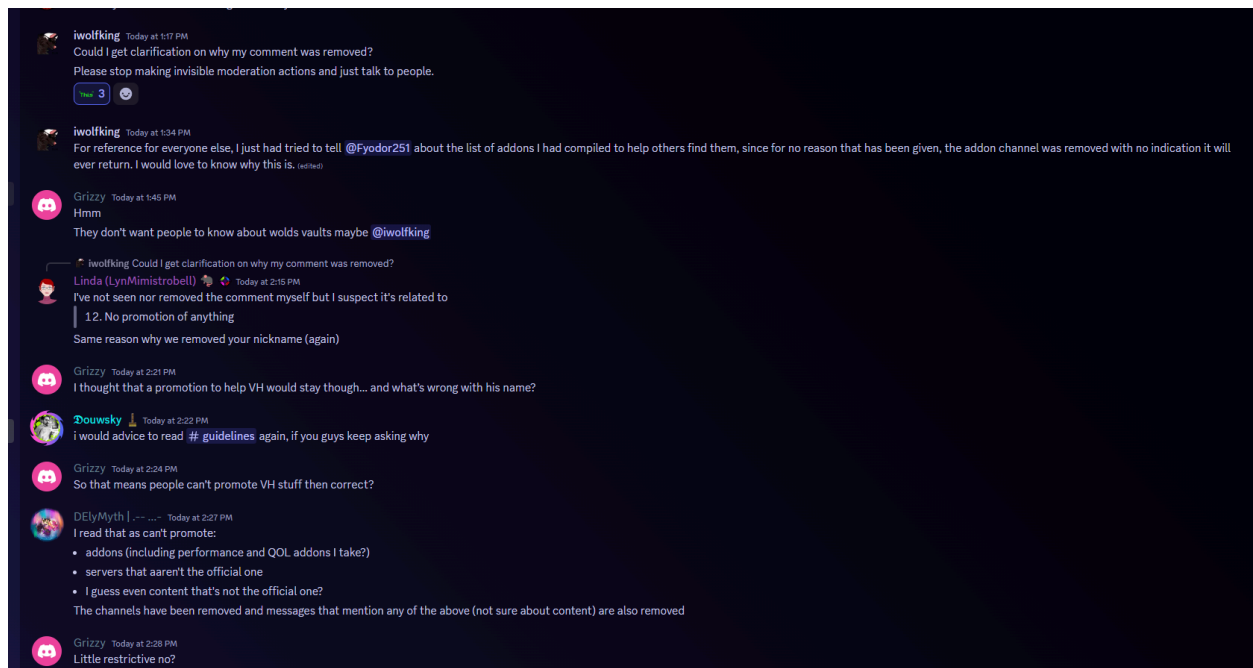 iwolfking Today at 1:17 PM
Could I get clarification on why my comment was removed?
Please stop making invisible moderation actions and just talk to people.
3
iwolfking Today at 1:34 PM
For reference for everyone else, I just had tried to tell @Fyodor251 about the list of addons I had compiled to help others find them, since for no reason that has been given, the addon channel was removed with no indication it will
ever return. I would love to know why this is. (edited)
Grizzy Today at 1:45 PM
Hmm
They don't want people to know about wolds vaults maybe @iwolfking
iwolfking Could I get clarification on why my comment was removed?
Linda (LynMimistrobell) Today at 2:15 PM
I've not seen nor removed the comment myself but I suspect it's related to
12. No promotion of anything
Same reason why we removed your nickname (again)
Grizzy Today at 2:21 PM
I thought that a promotion to help VH would stay though... and what's wrong with his name?
𝕯ouwsky Today at 2:22 PM
i would advice to read # guidelines again, if you guys keep asking why
Grizzy Today at 2:24 PM
So that means people can't promote VH stuff then correct?
DElyMyth | .-- ...- Today at 2:27 PM
I read that as can't promote:
• addons (including performance and QOL addons I take?)
• servers that aaren't the official one
• I guess even content that's not the official one?
The channels have been removed and messages that mention any of the above (not sure about content) are also removed
Grizzy Today at 2:28 PM
Little restrictive no?